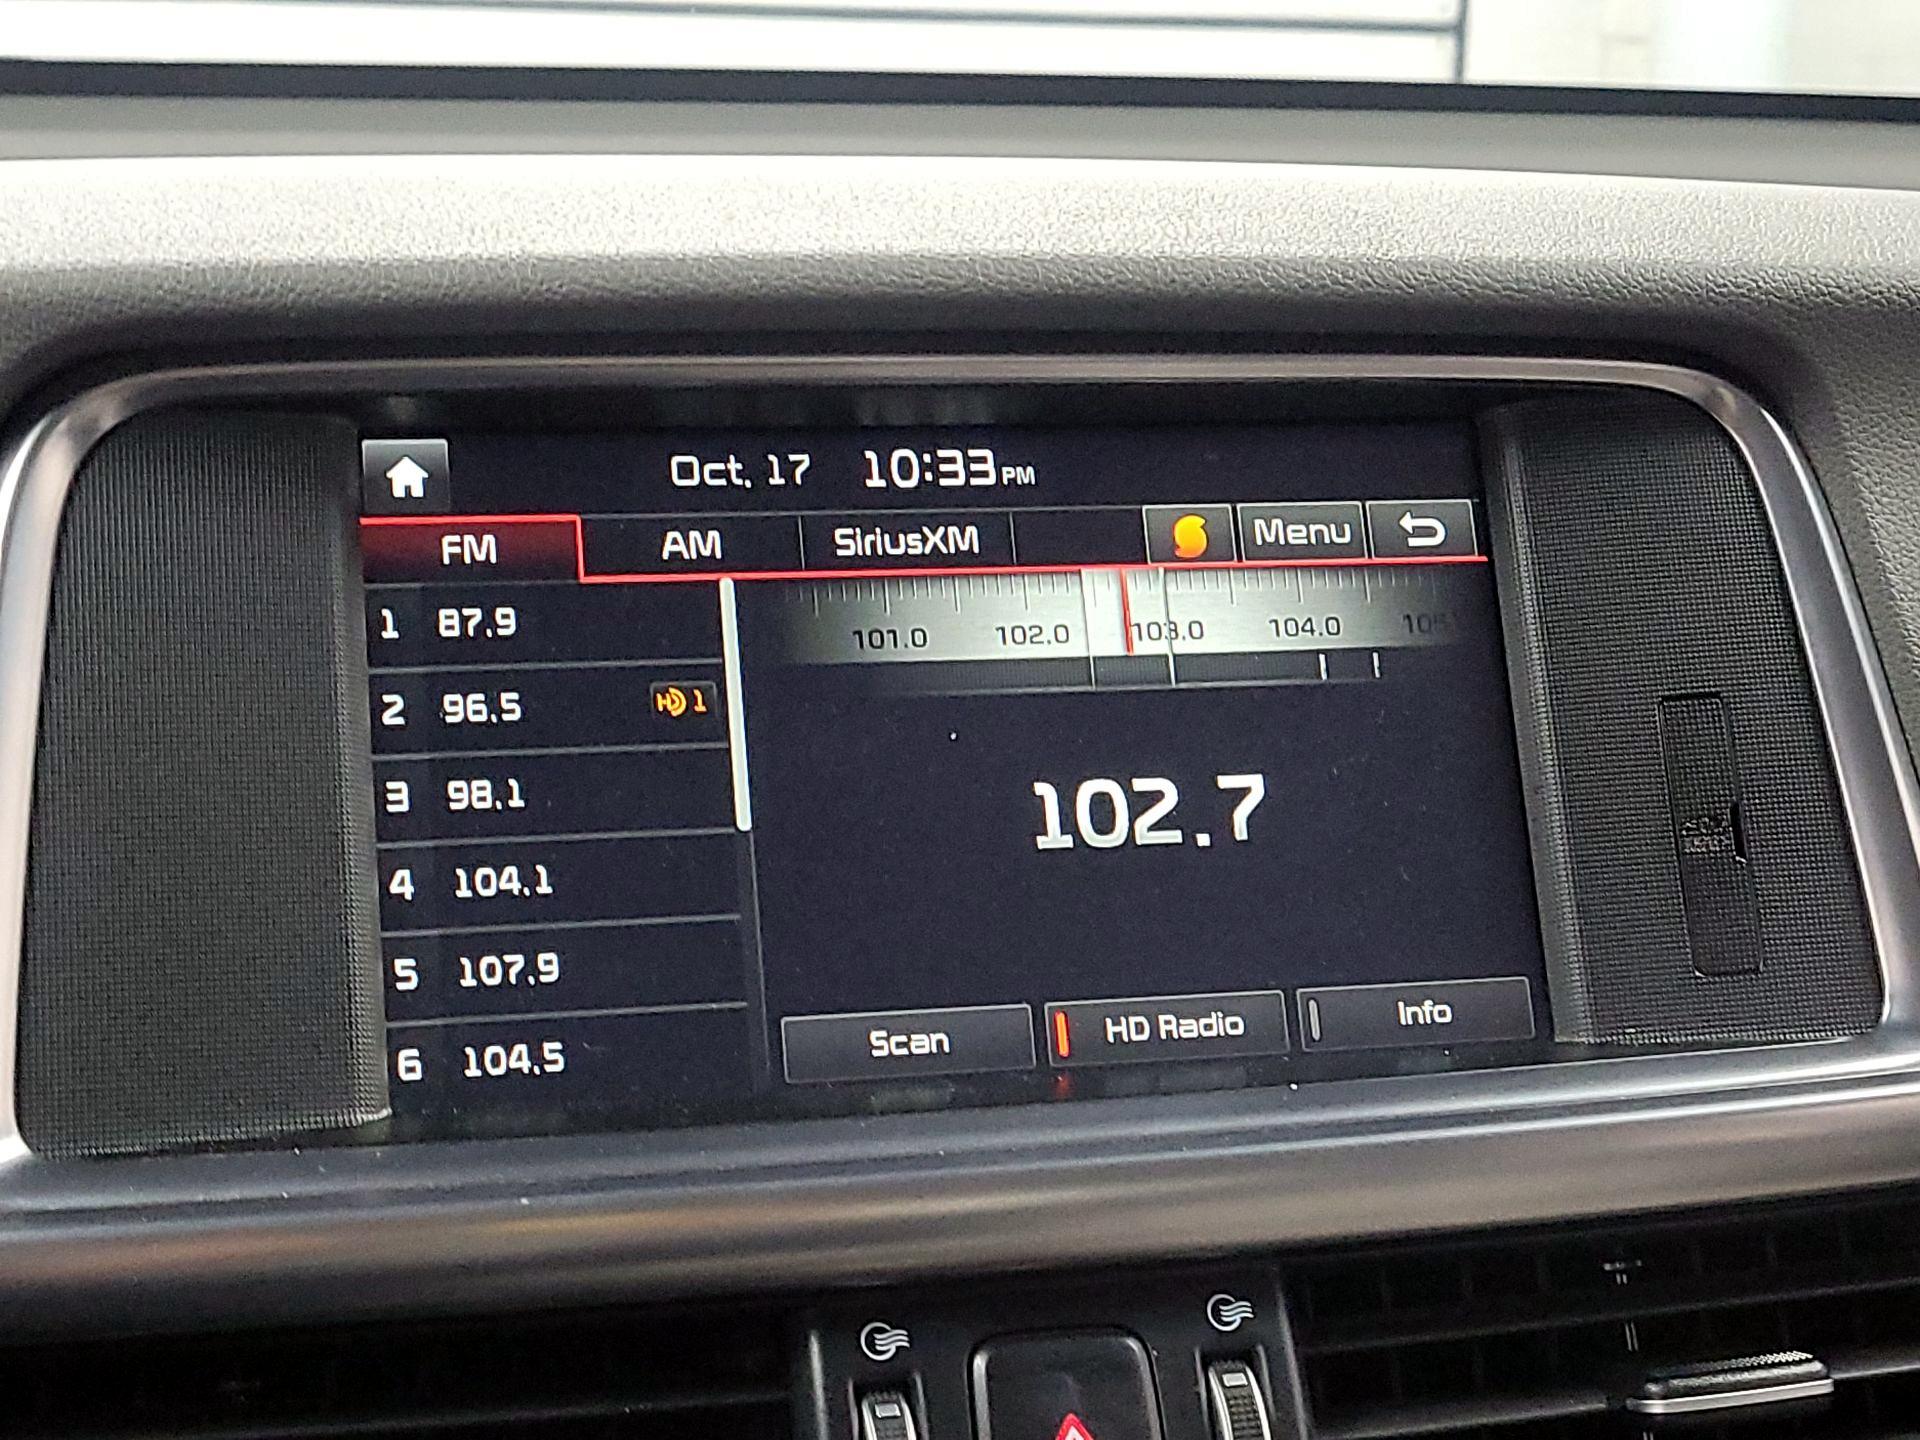 Oct. 17 10:33 PM
FM AM SiriusXM Menu
101.0 102.0 103.0 104.0
1 87.9
2 96.5 HD 1
3 98.1
4 104.1
5 107.9
6 104.5
102.7
Scan HD Radio Info